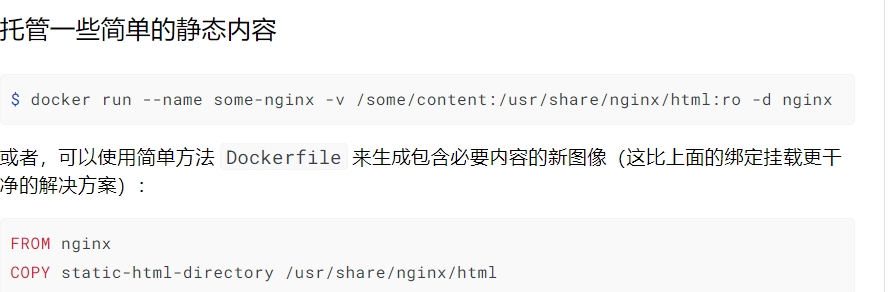 托管一些简单的静态内容
$ docker run --name some-nginx -v /some/content:/usr/share/nginx/html:ro -d nginx
或者，可以使用简单方法 Dockerfile 来生成包含必要内容的新图像（这比上面的绑定挂载更干
净的解决方案）：
FROM nginx
COPY static-html-directory /usr/share/nginx/html